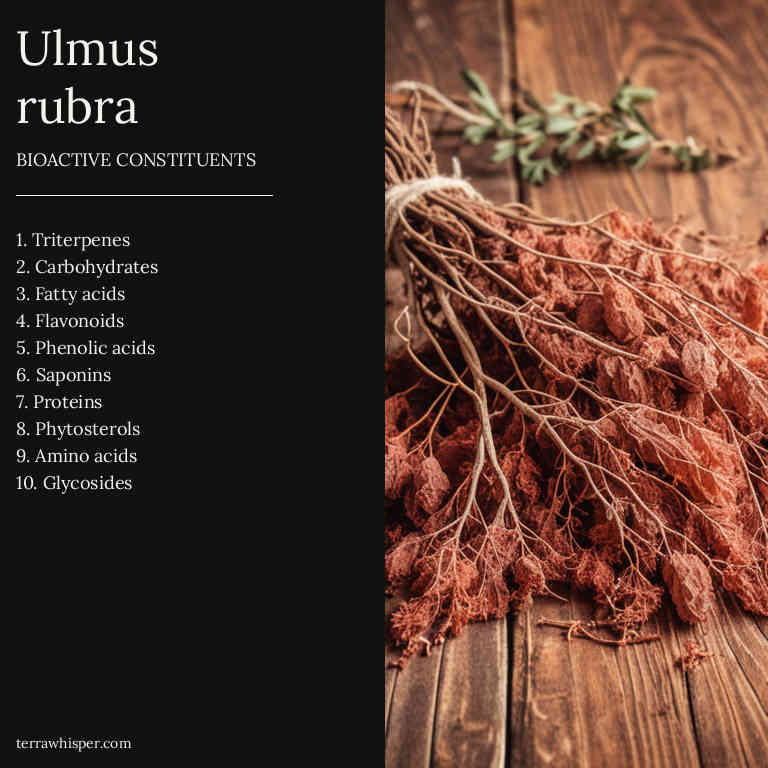 Ulmus
rubra
BIOACTIVE CONSTITUENTS
1. Triterpenes
2. Carbohydrates
3. Fatty acids
4. Flavonoids
5. Phenolic acids
6. Saponins
7. Proteins
8. Phytosterols
9. Amino acids
10. Glycosides
terrawhisper.com